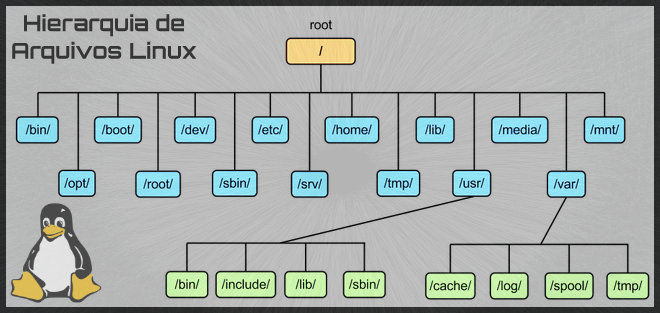 Hierarquia de
Arquivos Linux
root
/
/bin/
/boot/
/dev/
/etc/
/home/
/lib/
/media/
/mnt/
/opt/
/root/
/sbin/
/srv/
/tmp/
/usr/
/var/
/bin/
/include/
/lib/
/sbin/
/cache/
/log/
/spool/
/tmp/